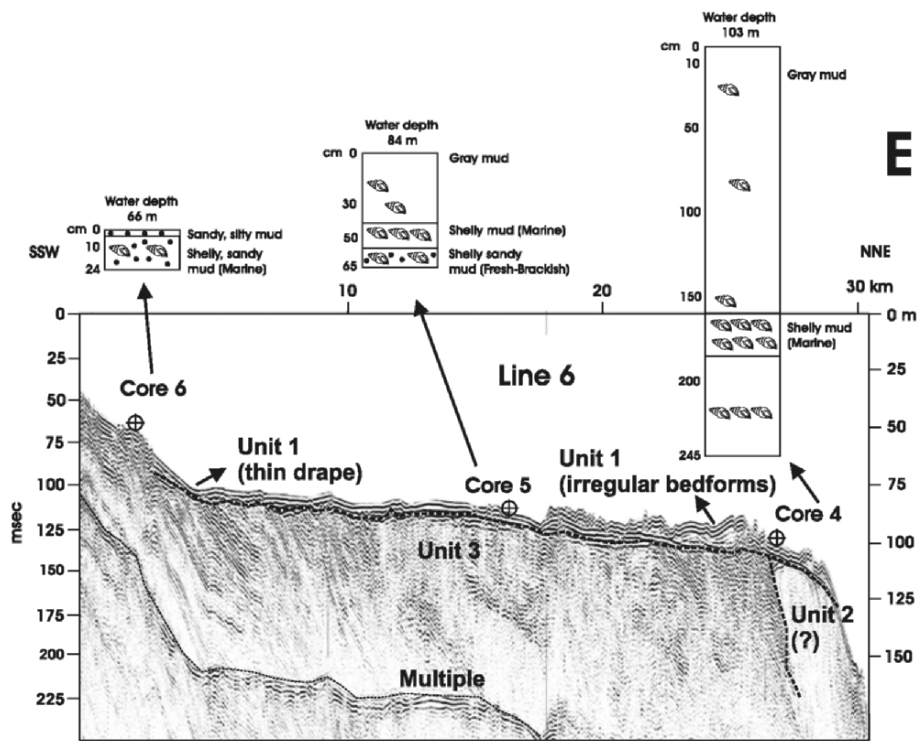 Water depth
103 m
cm 0
10
50
100
150
200
245
Gray mud
Shelly mud
(Marine)
E
Water depth
84 m
cm 0
30
50
65
Gray mud
Shelly mud (Marine)
Shelly sandy
mud (Fresh-Brackish)
Water depth
66 m
cm 0
10
24
Sandy, silty mud
Shelly, sandy
mud (Marine)
SSW
NNE
10
20
30 km
0
25
50
75
100
125
150
175
200
225
msec
0 m
25
50
75
100
125
150
Line 6
Core 6
Unit 1
(thin drape)
Core 5
Unit 1
(irregular bedforms)
Core 4
Unit 3
Unit 2
(?)
Multiple